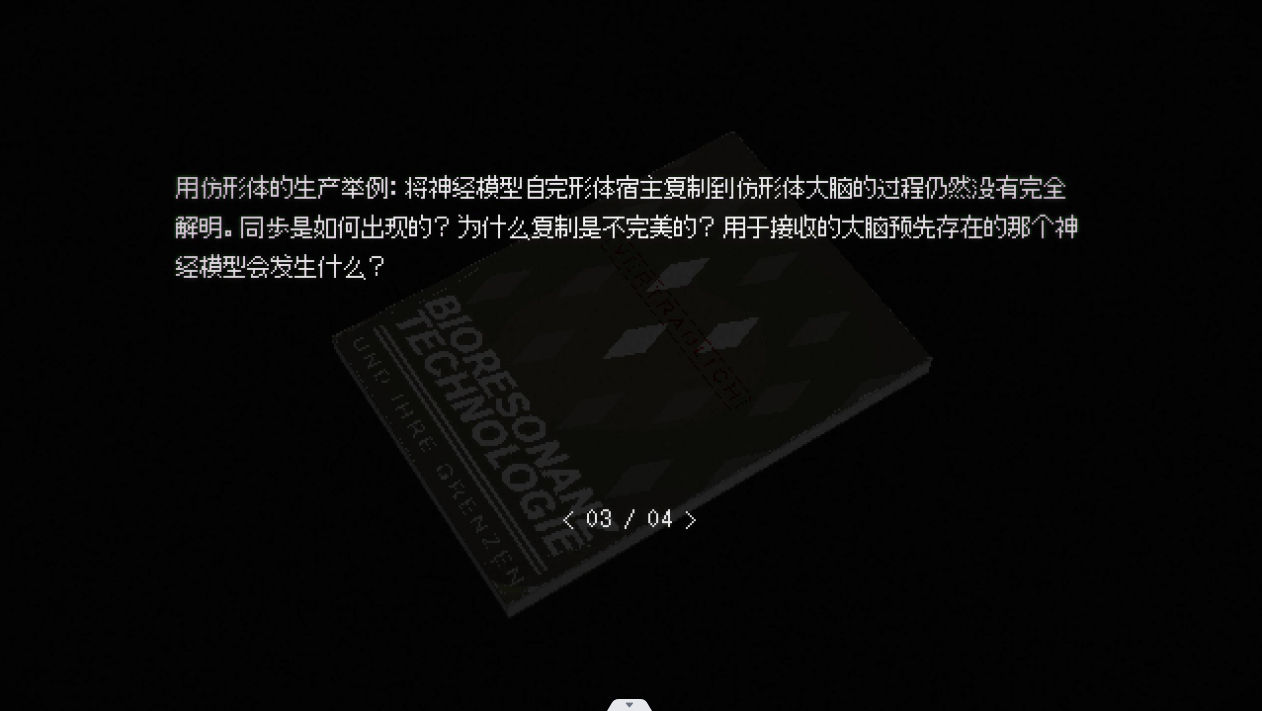 用仿形体的生产举例: 将神经模型自完形体宿主复制到仿形体大脑的过程仍然没有完全
解明。同步是如何出现的? 为什么复制是不完美的? 用于接收的大脑预先存在的那个神
经模型会发生什么?
VERTRAULICH!
BIORESONANZ
TECHNOLOGIE
UND IHRE GRENZEN
< 03 / 04 >